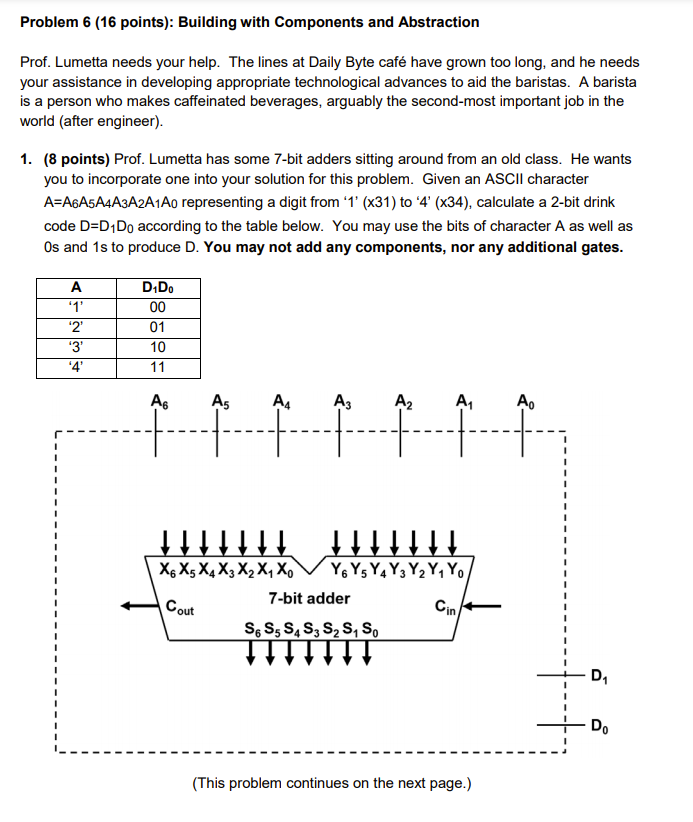 Problem 6 (16 points): Building with Components and Abstraction
Prof. Lumetta needs your help.  The lines at Daily Byte café have grown too long, and he needs
your assistance in developing appropriate technological advances to aid the baristas.  A barista
is a person who makes caffeinated beverages, arguably the second-most important job in the
world (after engineer).
1. (8 points) Prof. Lumetta has some 7-bit adders sitting around from an old class.  He wants
you to incorporate one into your solution for this problem.  Given an ASCII character
A=A6A5A4A3A2A1A0 representing a digit from ‘1’ (x31) to ‘4’ (x34), calculate a 2-bit drink
code D=D1D0 according to the table below.  You may use the bits of character A as well as
0s and 1s to produce D. You may not add any components, nor any additional gates.
A D1D0
‘1’ 00
‘2’ 01
‘3’ 10
‘4’ 11
A6 A5 A4 A3 A2 A1 A0
X6 X5 X4 X3 X2 X1 X0 Y6 Y5 Y4 Y3 Y2 Y1 Y0
7-bit adder
Cout Cin
S6 S5 S4 S3 S2 S1 S0
D1
D0
(This problem continues on the next page.)